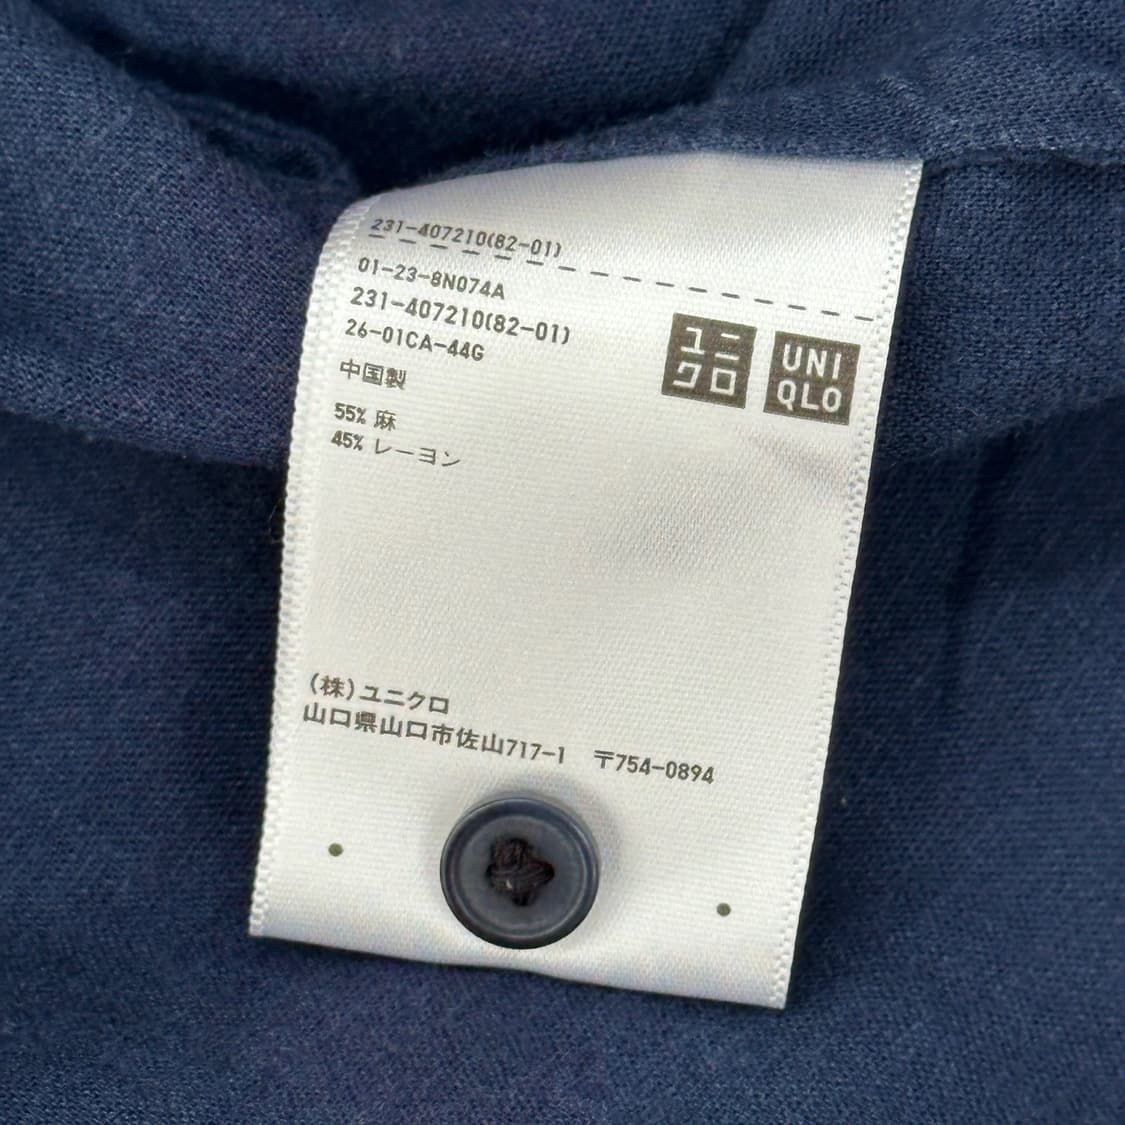 231-407210(82-01)
01-23-8N074A
231-407210(82-01)
26-01CA-44G
中国製
55% 麻
45% レーヨン
ユニ
クロ
UNI
QLO
(株)ユニクロ
山口県山口市佐山717-1 〒754-0894